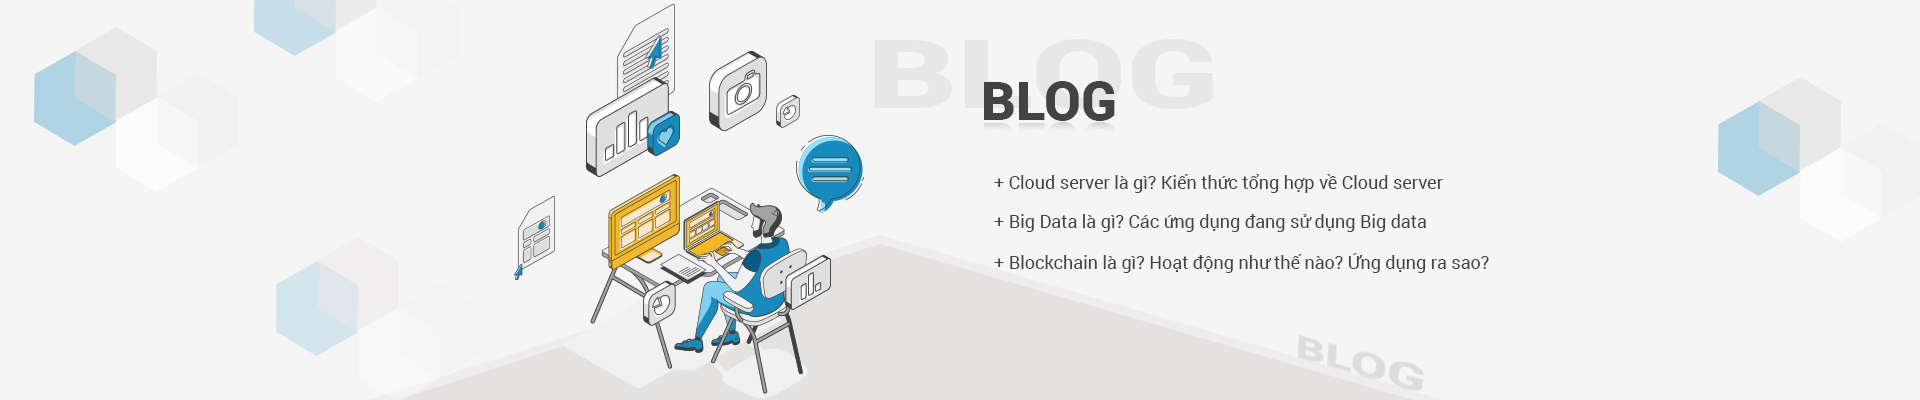 BLOG
BLOG
+ Cloud server là gì? Kiến thức tổng hợp về Cloud server
+ Big Data là gì? Các ứng dụng đang sử dụng Big data
+ Blockchain là gì? Hoạt động như thế nào? Ứng dụng ra sao?
BLOG